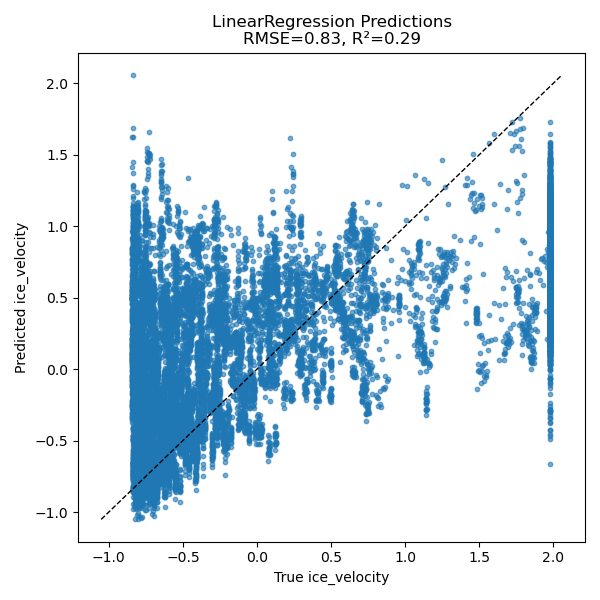 LinearRegression Predictions
RMSE=0.83, R²=0.29
Predicted ice_velocity
2.0
1.5
1.0
0.5
0.0
−0.5
−1.0
−1.0 −0.5 0.0 0.5 1.0 1.5 2.0
True ice_velocity